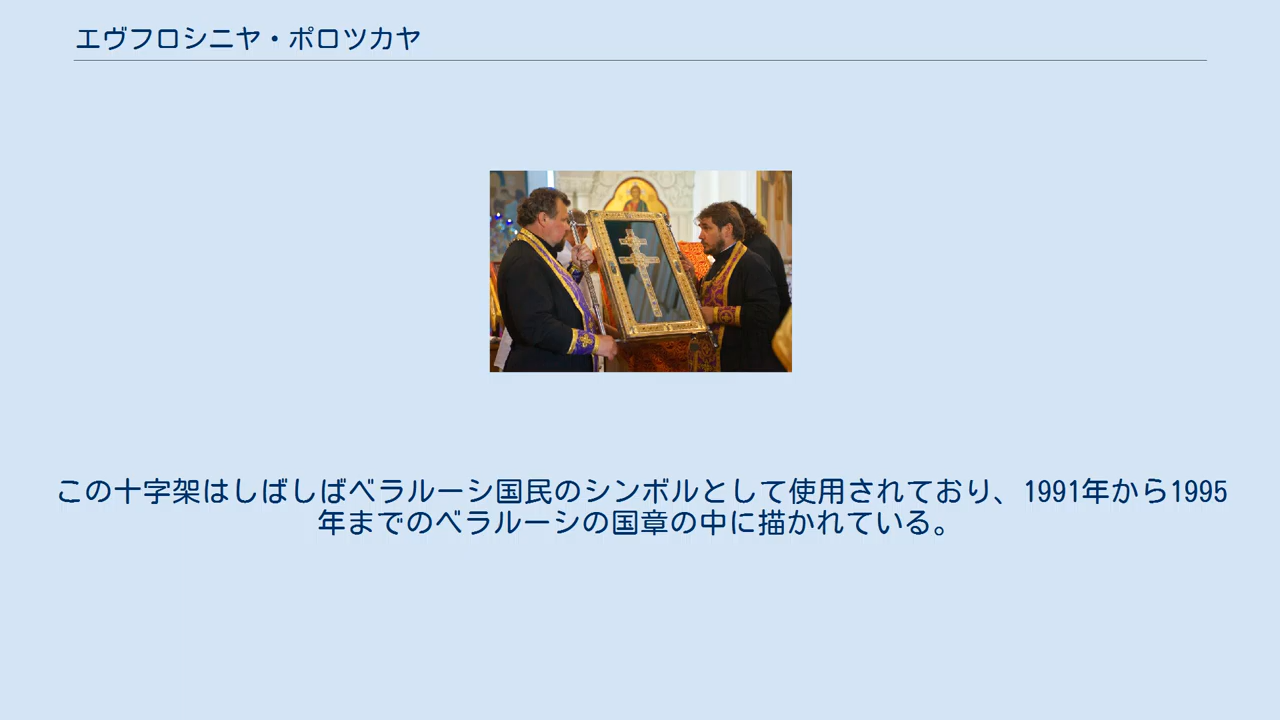 エヴフロシニヤ・ポロツカヤ
この十字架はしばしばベラルーシ国民のシンボルとして使用されており、1991年から1995
年までのベラルーシの国章の中に描かれている。